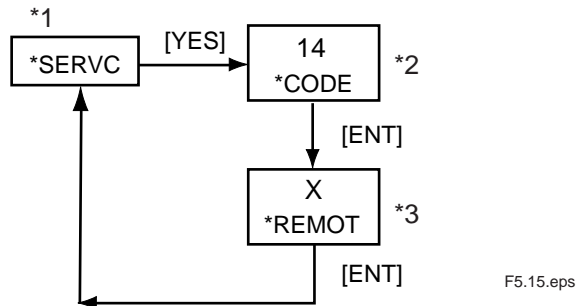 *1
*SERVC
[YES]
14
*CODE
*2
[ENT]
X
*REMOT
*3
[ENT]
F5.15.eps